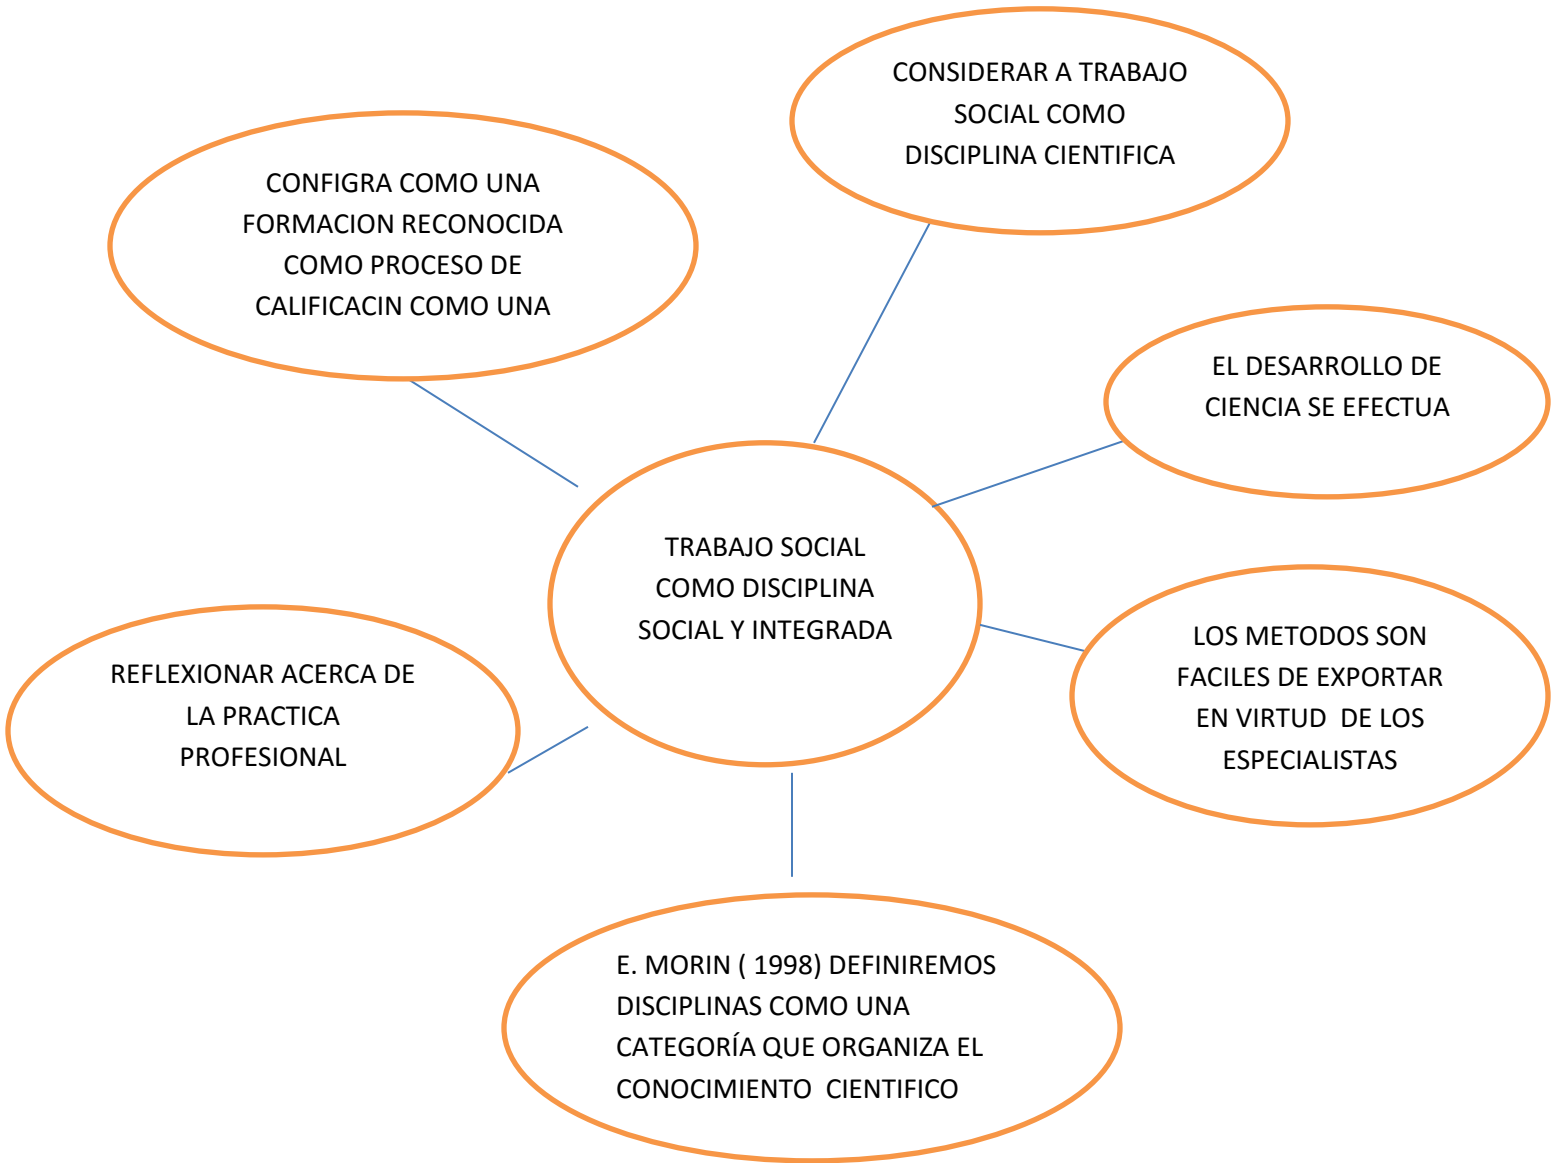 CONSIDERAR A TRABAJO
SOCIAL COMO
DISCIPLINA CIENTIFICA
CONFIGRA COMO UNA
FORMACION RECONOCIDA
COMO PROCESO DE
CALIFICACIN COMO UNA
EL DESARROLLO DE
CIENCIA SE EFECTUA
TRABAJO SOCIAL
COMO DISCIPLINA
SOCIAL Y INTEGRADA
LOS METODOS SON
FACILES DE EXPORTAR
EN VIRTUD DE LOS
ESPECIALISTAS
REFLEXIONAR ACERCA DE
LA PRACTICA
PROFESIONAL
E. MORIN ( 1998) DEFINIREMOS
DISCIPLINAS COMO UNA
CATEGORÍA QUE ORGANIZA EL
CONOCIMIENTO CIENTIFICO